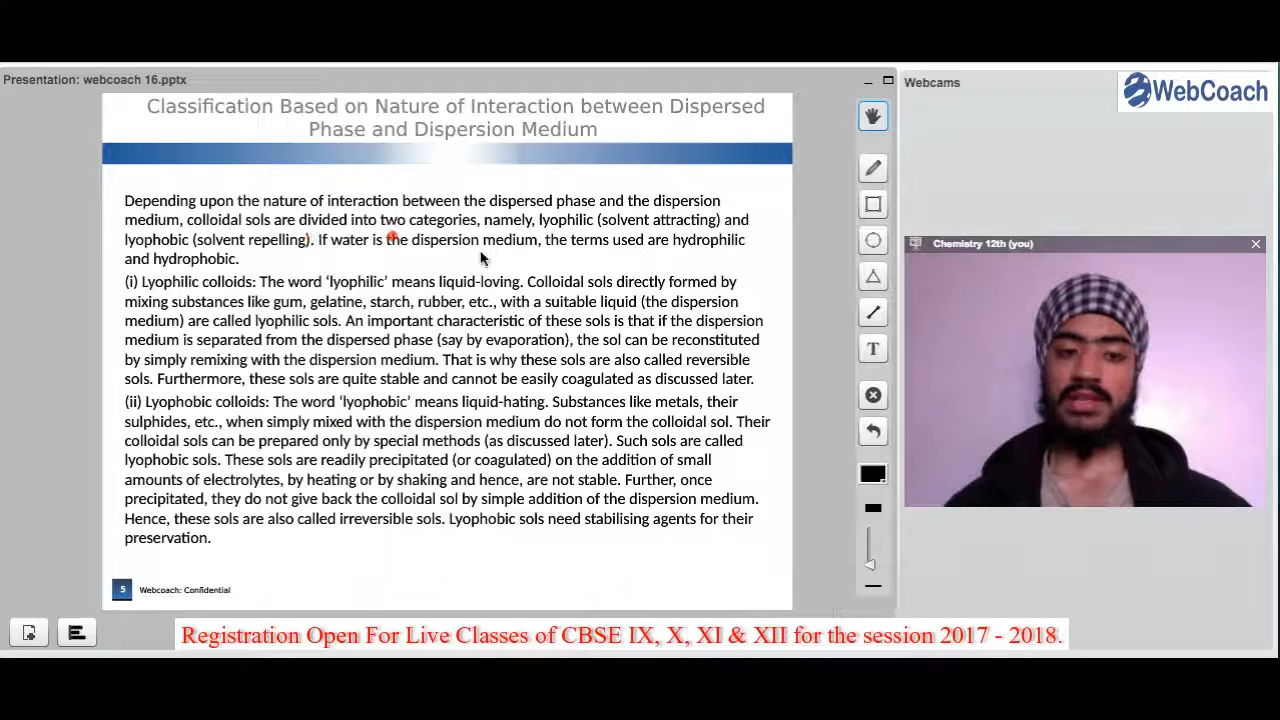 Presentation: webcoach 16.pptx
Webcams
WebCoach
Classification Based on Nature of Interaction between Dispersed
Phase and Dispersion Medium
Depending upon the nature of interaction between the dispersed phase and the dispersion
medium, colloidal sols are divided into two categories, namely, lyophilic (solvent attracting) and
lyophobic (solvent repelling). If water is the dispersion medium, the terms used are hydrophilic
and hydrophobic.
(i) Lyophilic colloids: The word ‘lyophilic’ means liquid-loving. Colloidal sols directly formed by
mixing substances like gum, gelatine, starch, rubber, etc., with a suitable liquid (the dispersion
medium) are called lyophilic sols. An important characteristic of these sols is that if the dispersion
medium is separated from the dispersed phase (say by evaporation), the sol can be reconstituted
by simply remixing with the dispersion medium. That is why these sols are also called reversible
sols. Furthermore, these sols are quite stable and cannot be easily coagulated as discussed later.
(ii) Lyophobic colloids: The word ‘lyophobic’ means liquid-hating. Substances like metals, their
sulphides, etc., when simply mixed with the dispersion medium do not form the colloidal sol. Their
colloidal sols can be prepared only by special methods (as discussed later). Such sols are called
lyophobic sols. These sols are readily precipitated (or coagulated) on the addition of small
amounts of electrolytes, by heating or by shaking and hence, are not stable. Further, once
precipitated, they do not give back the colloidal sol by simple addition of the dispersion medium.
Hence, these sols are also called irreversible sols. Lyophobic sols need stabilising agents for their
preservation.
5 Webcoach: Confidential
T
Chemistry 12th (you)
Registration Open For Live Classes of CBSE IX, X, XI & XII for the session 2017 - 2018.